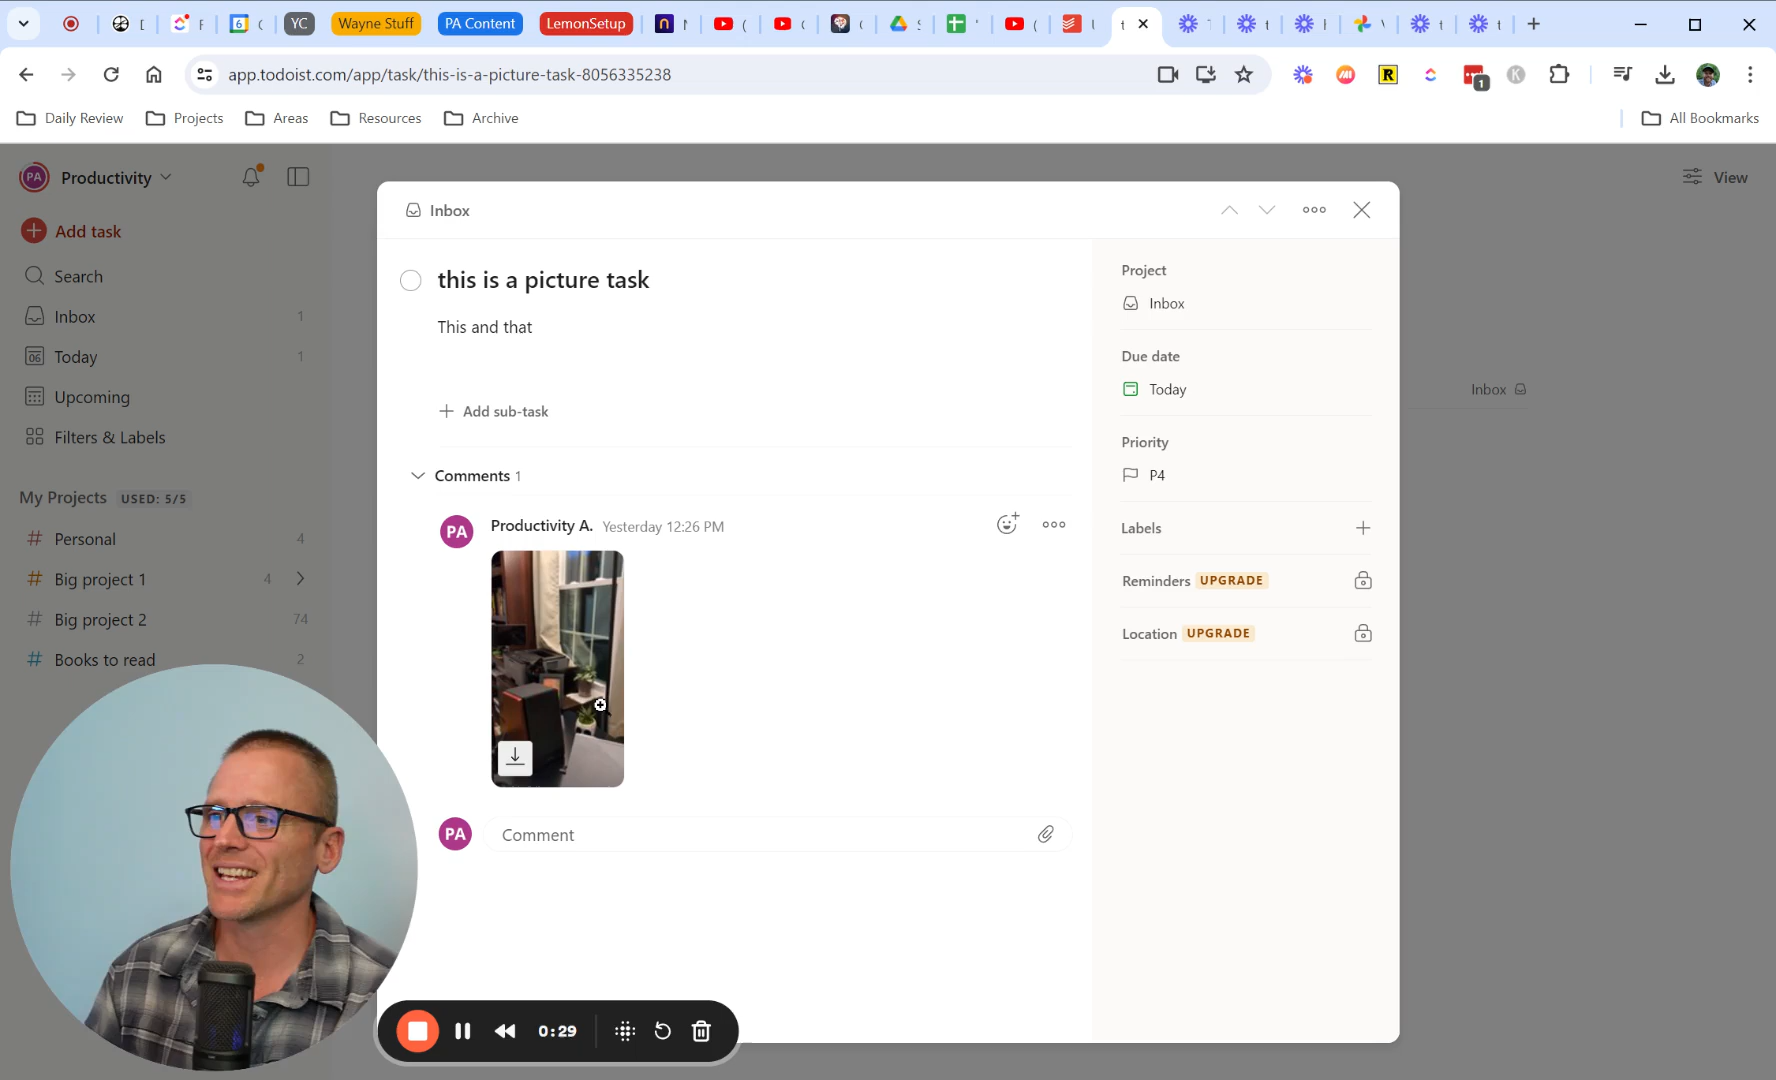 YC
Wayne Stuff
PA Content
LemonSetup
app.todoist.com/app/task/this-is-a-picture-task-8056335238
1
Daily Review
Projects
Areas
Resources
Archive
All Bookmarks
PA
Productivity
View
Add task
Search
Inbox 1
06 Today 1
Upcoming
Filters & Labels
My Projects USED: 5/5
# Personal 4
# Big project 1 4
# Big project 2 74
# Books to read 2
Inbox
this is a picture task
This and that
+ Add sub-task
Comments 1
PA Productivity A. Yesterday 12:26 PM
PA Comment
Project
Inbox
Due date
Today
Priority
P4
Labels +
Reminders UPGRADE
Location UPGRADE
Inbox
0:29